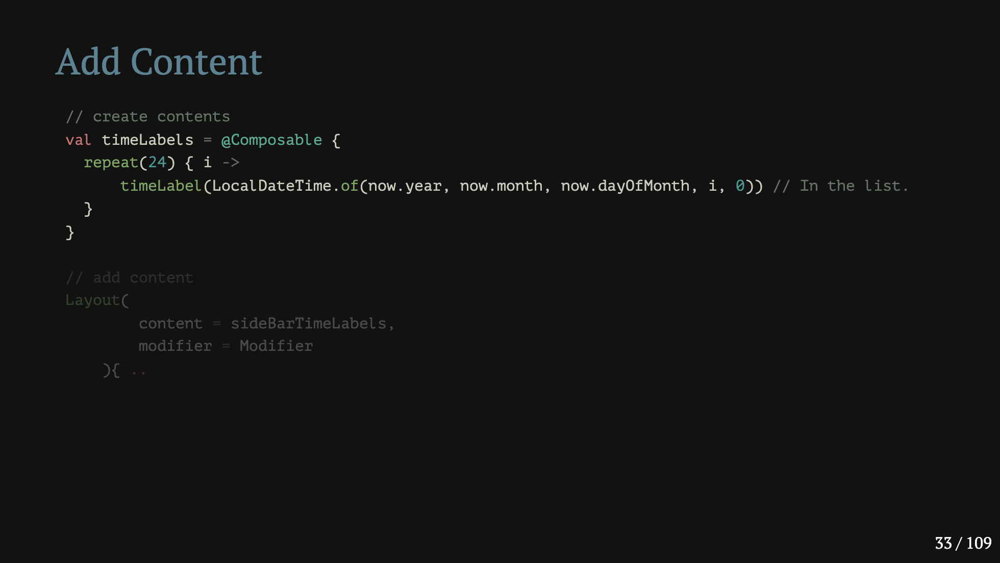 Add Content
// create contents
val timeLabels = @Composable {
  repeat(24) { i ->
      timeLabel(LocalDateTime.of(now.year, now.month, now.dayOfMonth, i, 0)) // In the list.
  }
}
// add content
Layout(
        content = sideBarTimeLabels,
        modifier = Modifier
    ){ ..
33 / 109